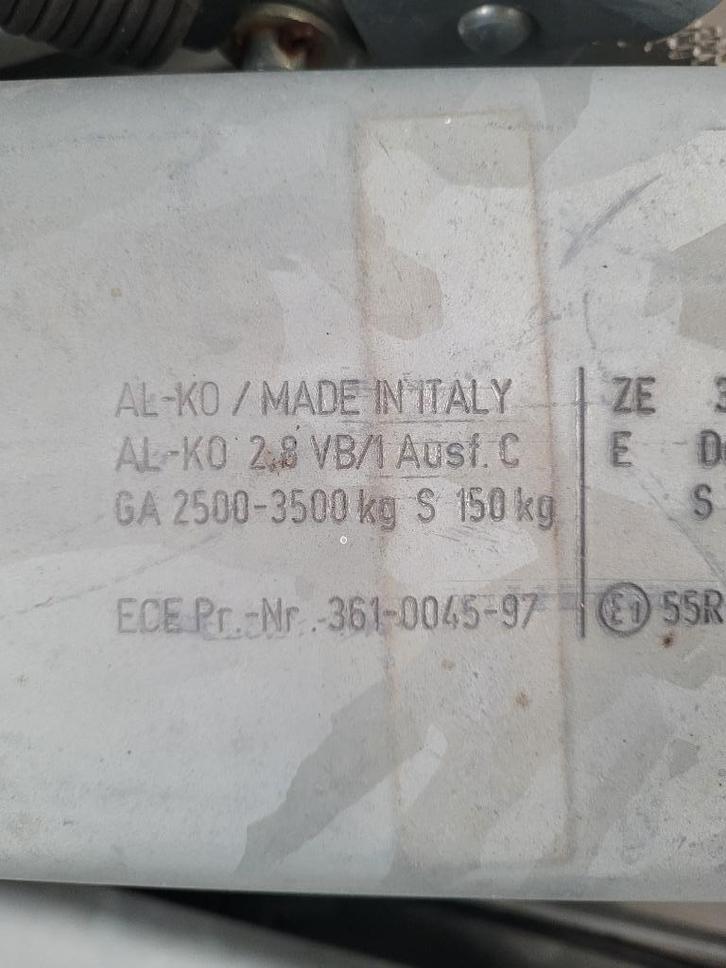 AL-KO / MADE IN ITALY
AL-KO 2.8 VB/1 Ausf. C
GA 2500-3500 kg S 150 kg
ECE Pr.-Nr.-361-0045-97
ZE 3
E
S
E1 55R